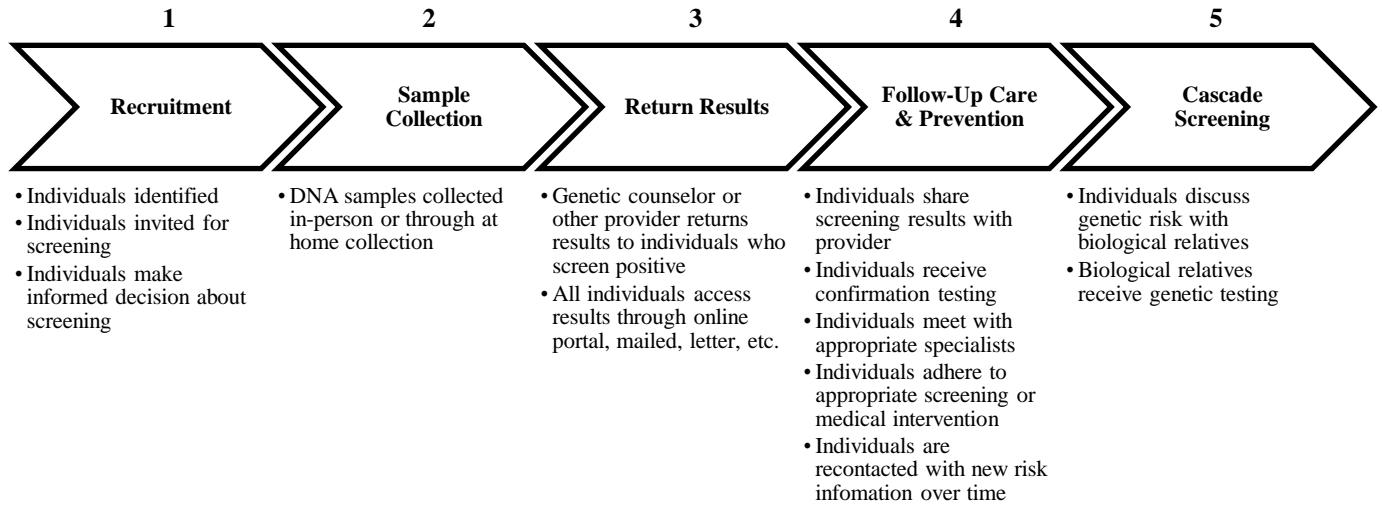 1
2
3
4
5
Recruitment
Sample
Collection
Return Results
Follow-Up Care
& Prevention
Cascade
Screening
• Individuals identified
• Individuals invited for
screening
• Individuals make
informed decision about
screening
• DNA samples collected
in-person or through at
home collection
• Genetic counselor or
other provider returns
results to individuals who
screen positive
• All individuals access
results through online
portal, mailed, letter, etc.
• Individuals share
screening results with
provider
• Individuals receive
confirmation testing
• Individuals meet with
appropriate specialists
• Individuals adhere to
appropriate screening or
medical intervention
• Individuals are
recontacted with new risk
infomation over time
• Individuals discuss
genetic risk with
biological relatives
• Biological relatives
receive genetic testing